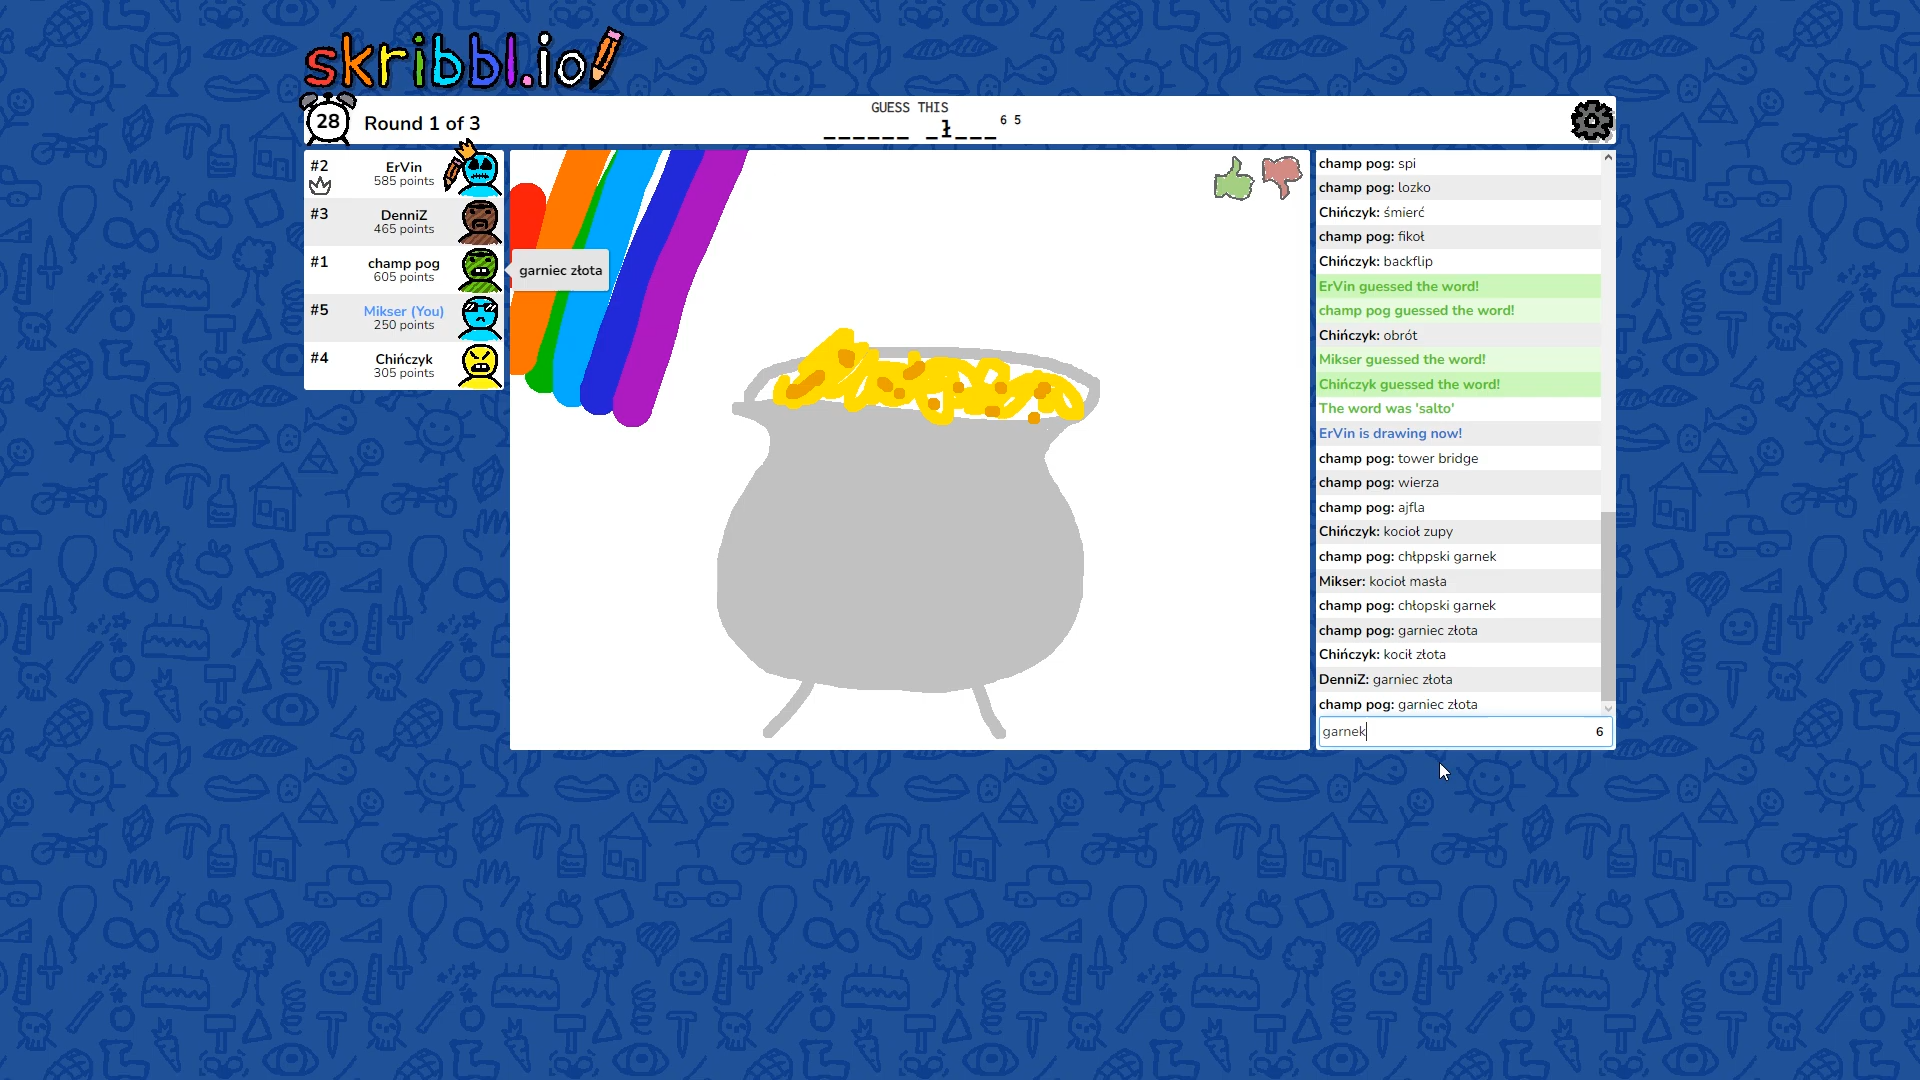 skribbl.io
28
Round 1 of 3
GUESS THIS
______ _ł___ 6 5
#2
ErVin
585 points
#3
DenniZ
465 points
#1
champ pog
605 points
garniec złota
#5
Mikser (You)
250 points
#4
Chińczyk
305 points
champ pog: spi
champ pog: lozko
Chińczyk: śmierć
champ pog: fikoł
Chińczyk: backflip
ErVin guessed the word!
champ pog guessed the word!
Chińczyk: obrót
Mikser guessed the word!
Chińczyk guessed the word!
The word was 'salto'
ErVin is drawing now!
champ pog: tower bridge
champ pog: wierza
champ pog: ajfla
Chińczyk: kocioł zupy
champ pog: chłppski garnek
Mikser: kocioł masła
champ pog: chłopski garnek
champ pog: garniec złota
Chińczyk: kocił złota
DenniZ: garniec złota
champ pog: garniec złota
garnek 6